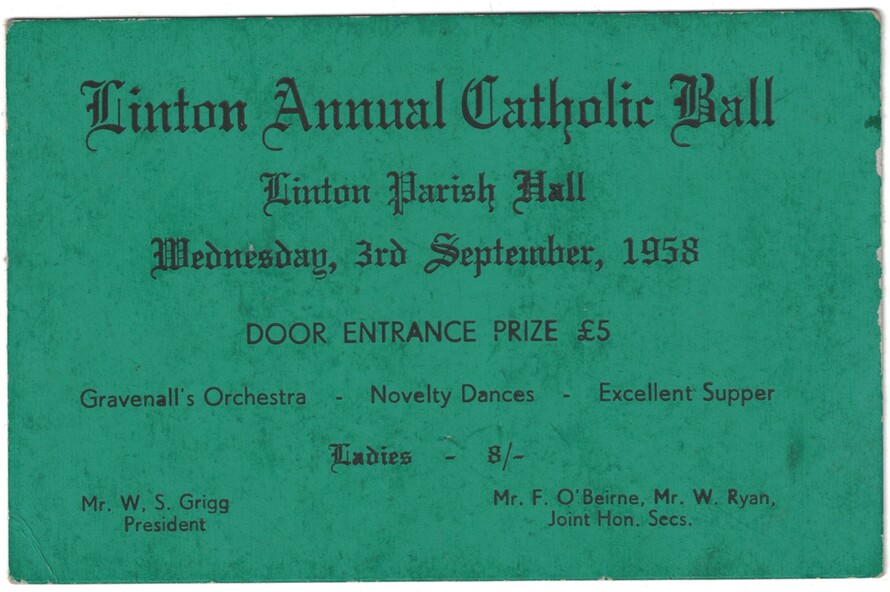 Linton Annual Catholic Ball
Linton Parish Hall
Wednesday, 3rd September, 1958
DOOR ENTRANCE PRIZE £5
Gravenall's Orchestra - Novelty Dances - Excellent Supper
Ladies - 8/-
Mr. W. S. Grigg
President
Mr. F. O'Beirne, Mr. W. Ryan,
Joint Hon. Secs.